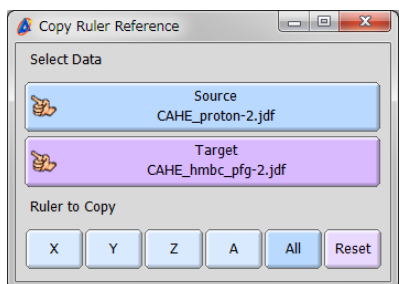 Copy Ruler Reference
Select Data
Source
CAHE_proton-2.jdf
Target
CAHE_hmbc_pfg-2.jdf
Ruler to Copy
X Y Z A All Reset